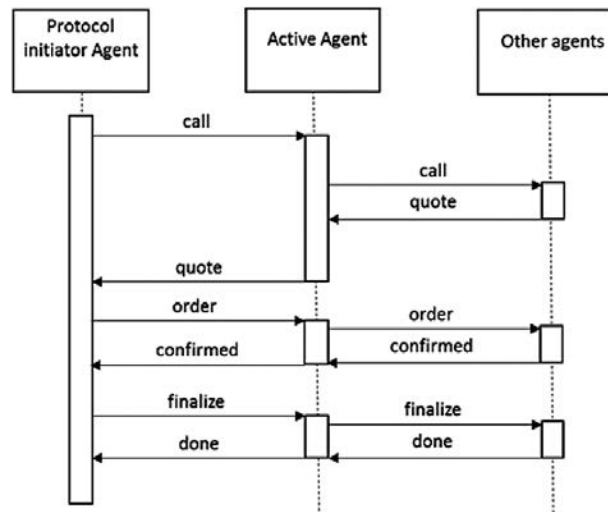 Protocol
initiator Agent
Active Agent
Other agents
call
call
quote
quote
order
order
confirmed
confirmed
finalize
finalize
done
done